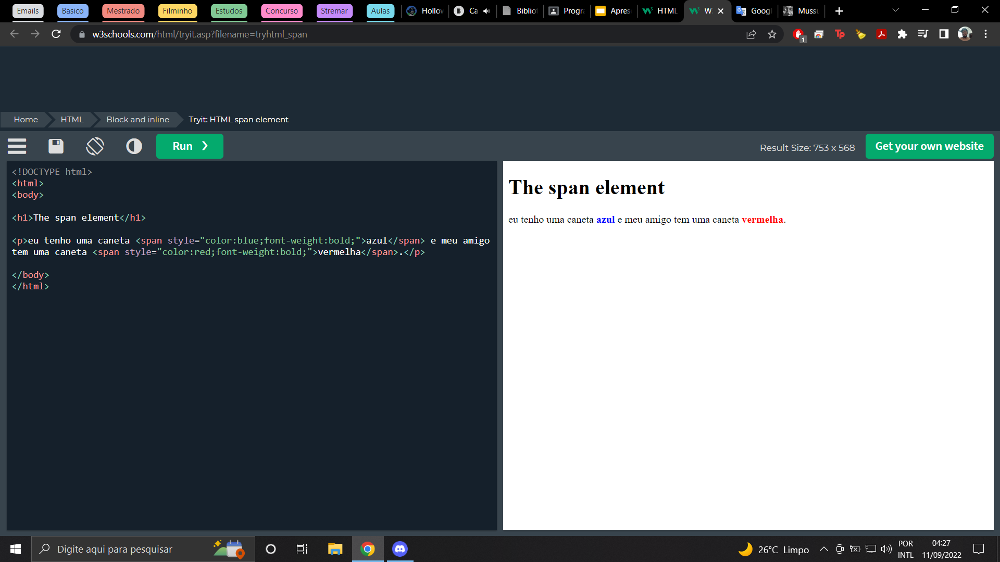 Emails Basico Mestrado Filminho Estudos Concurso Stremar Aulas Hollov Ca Biblio Progra Apres HTML W Googl Mussu
w3schools.com/html/tryit.asp?filename=tryhtml_span
1
Home HTML Block and inline Tryit: HTML span element
Run ❯ Result Size: 753 x 568 Get your own website
<!DOCTYPE html>
<html>
<body>
<h1>The span element</h1>
<p>eu tenho uma caneta <span style="color:blue;font-weight:bold;">azul</span> e meu amigo
tem uma caneta <span style="color:red;font-weight:bold;">vermelha</span>.</p>
</body>
</html>
The span element
eu tenho uma caneta azul e meu amigo tem uma caneta vermelha.
Digite aqui para pesquisar
26°C Limpo
POR
INTL
04:27
11/09/2022